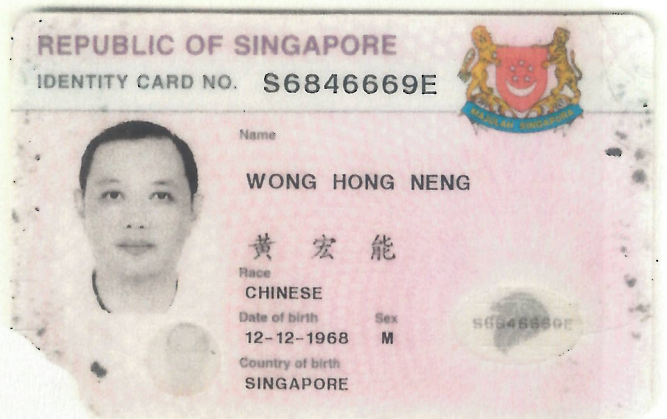 REPUBLIC OF SINGAPORE
IDENTITY CARD NO. S6846669E
MAJULAH SINGAPURA
Name
WONG HONG NENG
黄 宏 能
Race
CHINESE
Date of birth Sex
12-12-1968 M
S6846669E
Country of birth
SINGAPORE